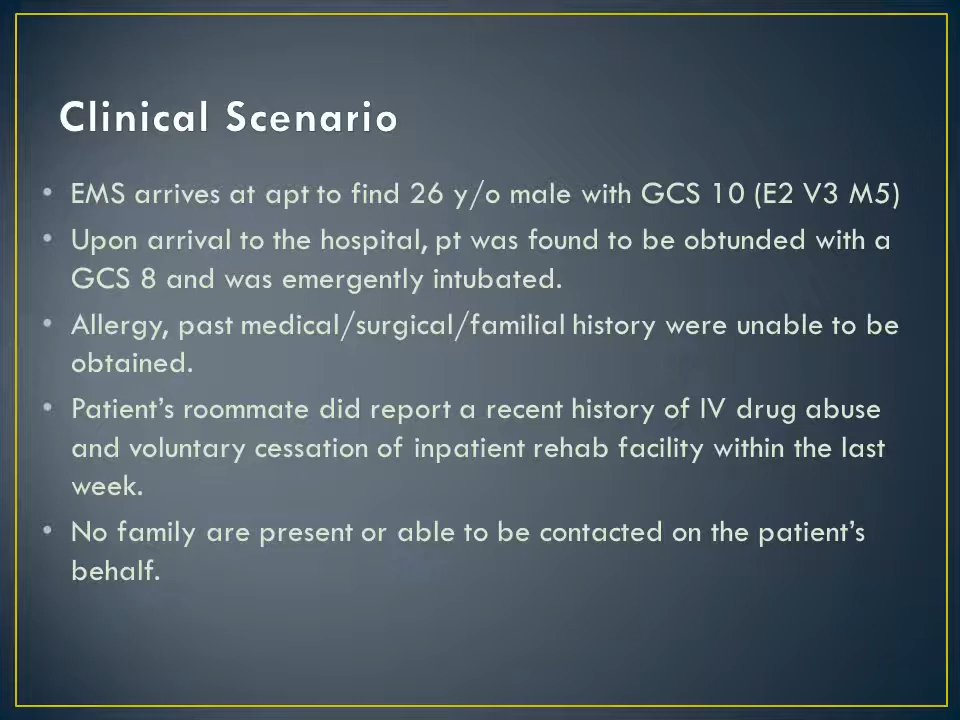 Clinical Scenario
• EMS arrives at apt to find 26 y/o male with GCS 10 (E2 V3 M5)
• Upon arrival to the hospital, pt was found to be obtunded with a
GCS 8 and was emergently intubated.
• Allergy, past medical/surgical/familial history were unable to be
obtained.
• Patient’s roommate did report a recent history of IV drug abuse
and voluntary cessation of inpatient rehab facility within the last
week.
• No family are present or able to be contacted on the patient’s
behalf.